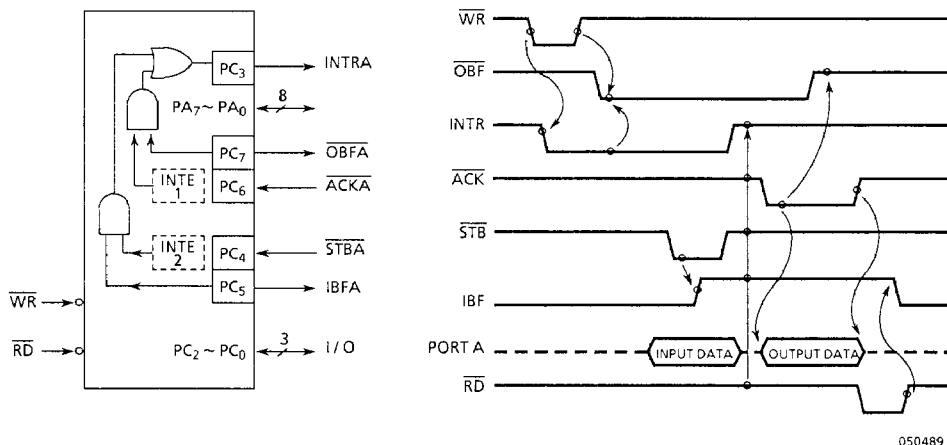 PC₃
INTRA
PA₇ ~ PA₀
8
PC₇
OBFA
INTE
1
PC₆
ACKA
INTE
2
PC₄
STBA
PC₅
IBFA
WR
RD
PC₂ ~ PC₀
3
I/O
WR
OBF
INTR
ACK
STB
IBF
PORT A
INPUT DATA
OUTPUT DATA
RD
050489